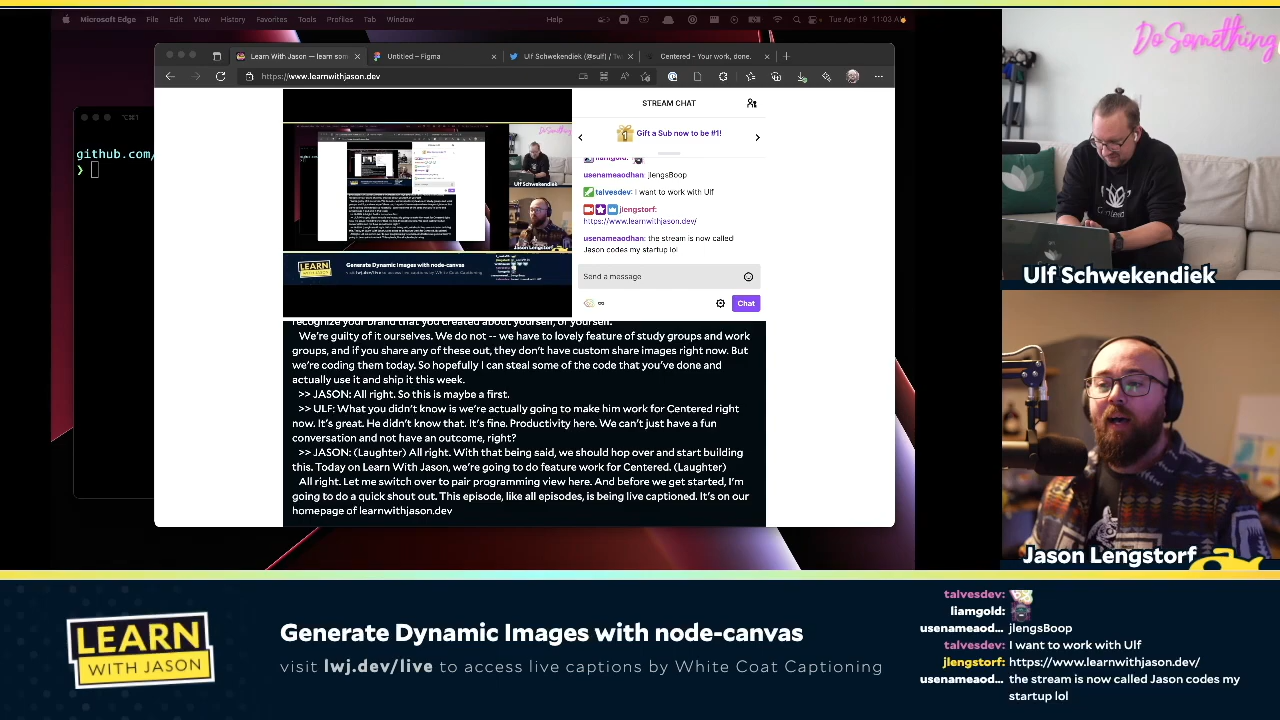 Microsoft Edge File Edit View History Favorites Tools Profiles Tab Window Help Tue Apr 19 11:03 AM
DoSomething
Learn With Jason — learn som
Untitled – Figma
Ulf Schwekendiek (@sulf) / Tw
Centered - Your work, done.
https://www.learnwithjason.dev
github.com/
❯
STREAM CHAT
Gift a Sub now to be #1!
liamgold:
usenameaodhan jlengsBoop
talvesdev: I want to work with Ulf
jlengstorf:
https://www.learnwithjason.dev/
usenameaodhan: the stream is now called
Jason codes my startup lol
Send a message
Chat
Ulf Schwekendiek
Jason Lengstorf
LEARN
WITH JASON
Generate Dynamic Images with node-canvas
recognize your brand that you created about yourself, or yourself.
We're guilty of it ourselves. We do not -- we have to lovely feature of study groups and work
groups, and if you share any of these out, they don't have custom share images right now. But
we're coding them today. So hopefully I can steal some of the code that you've done and
actually use it and ship it this week.
>> JASON: All right. So this is maybe a first.
>> ULF: What you didn't know is we're actually going to make him work for Centered right
now. It's great. He didn't know that. It's fine. Productivity here. We can't just have a fun
conversation and not have an outcome, right?
>> JASON: (Laughter) All right. With that being said, we should hop over and start building
this. Today on Learn With Jason, we're going to do feature work for Centered. (Laughter)
All right. Let me switch over to pair programming view here. And before we get started, I'm
going to do a quick shout out. This episode, like all episodes, is being live captioned. It's on our
homepage of learnwithjason.dev
Ulf Schwekendiek
Jason Lengstorf
LEARN
WITH JASON
Generate Dynamic Images with node-canvas
visit lwj.dev/live to access live captions by White Coat Captioning
talvesdev:
liamgold:
usenameaod... jlengsBoop
talvesdev: I want to work with Ulf
jlengstorf: https://www.learnwithjason.dev/
usenameaod... the stream is now called Jason codes my
startup lol